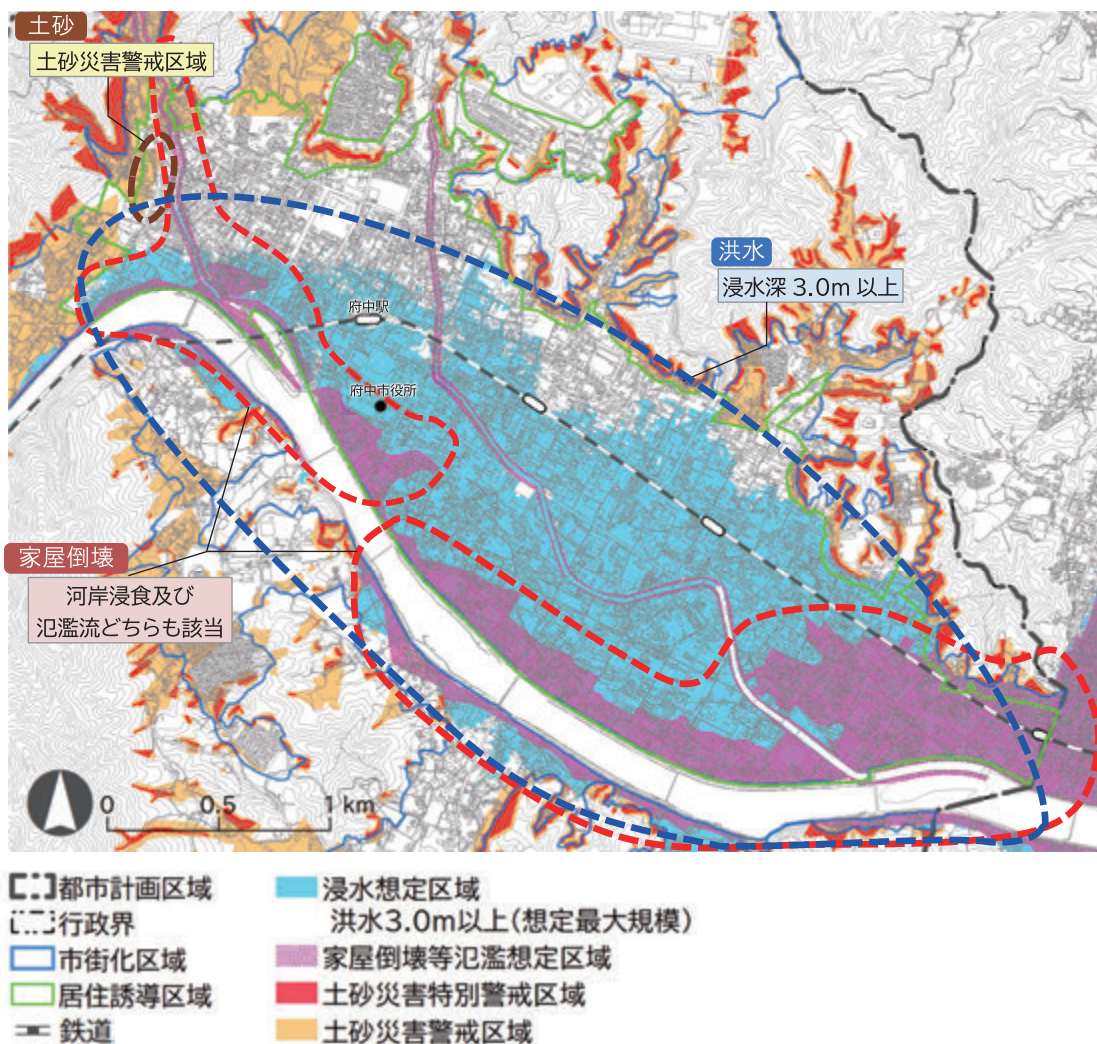 土砂
土砂災害警戒区域
洪水
浸水深 3.0m 以上
府中駅
府中市役所
家屋倒壊
河岸浸食及び
氾濫流どちらも該当
0 0.5 1 km
都市計画区域
行政界
市街化区域
居住誘導区域
鉄道
浸水想定区域
洪水3.0m以上(想定最大規模)
家屋倒壊等氾濫想定区域
土砂災害特別警戒区域
土砂災害警戒区域